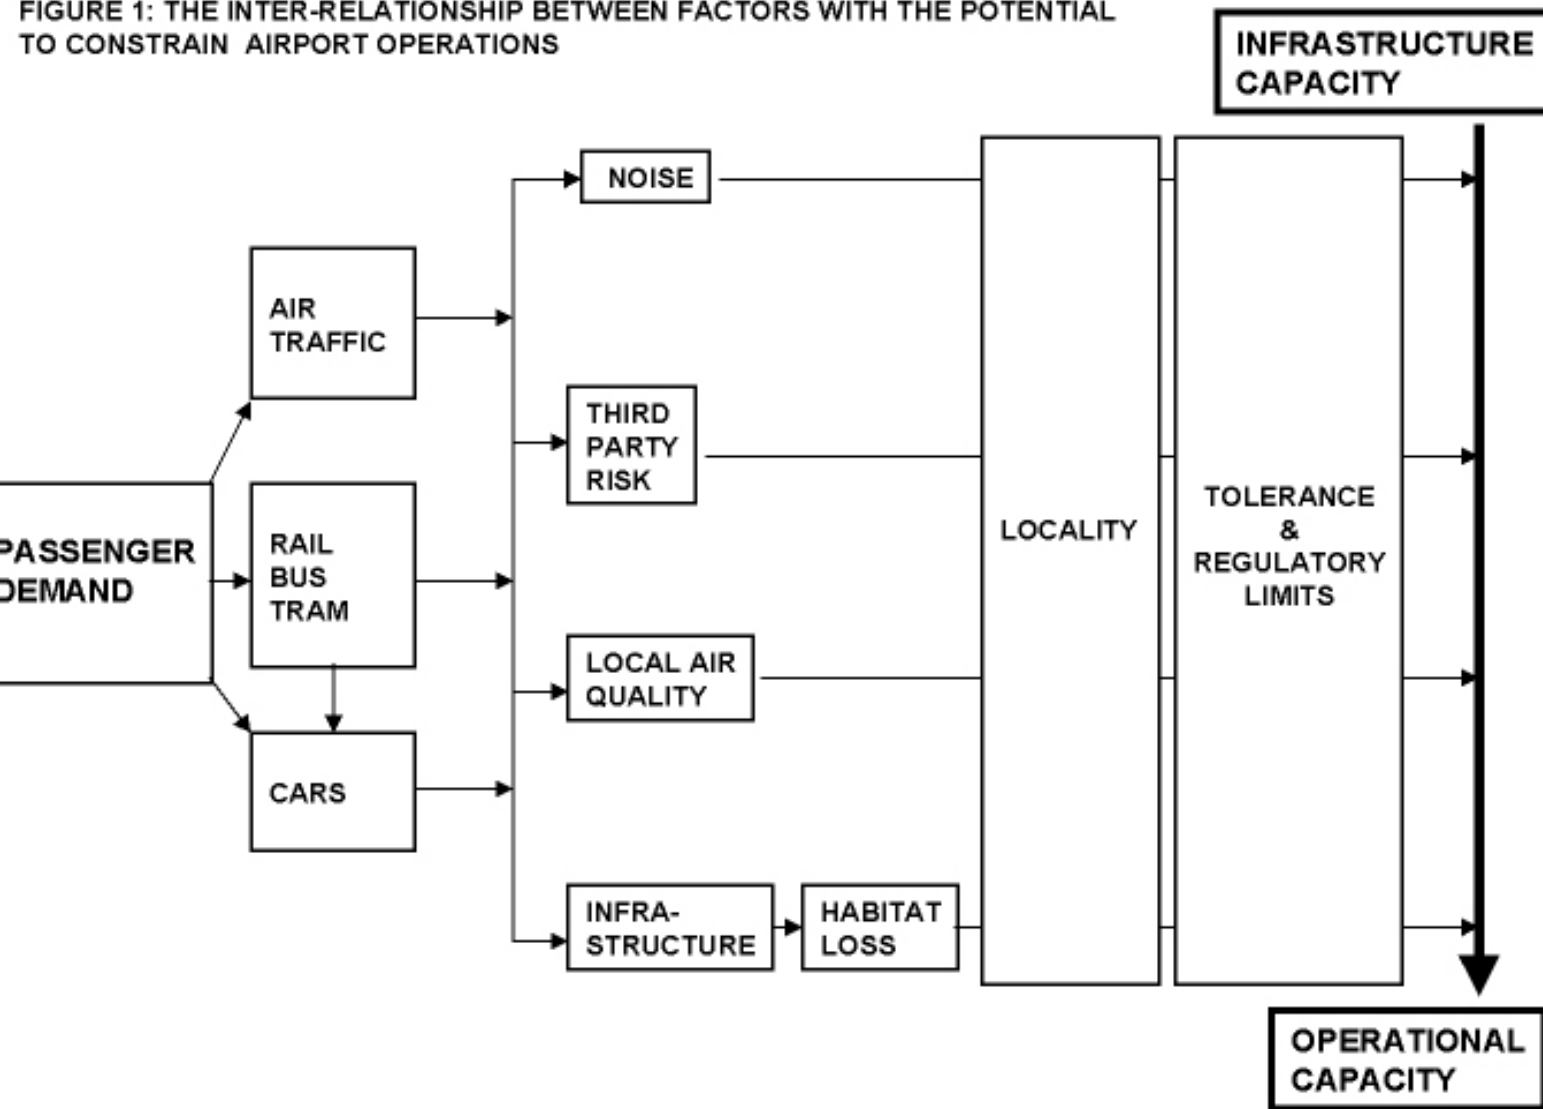 FIGURE 1: THE INTER-RELATIONSHIP BETWEEN FACTORS WITH THE POTENTIAL
TO CONSTRAIN AIRPORT OPERATIONS
INFRASTRUCTURE
CAPACITY
NOISE
AIR
TRAFFIC
THIRD
PARTY
RISK
PASSENGER
DEMAND
RAIL
BUS
TRAM
LOCALITY
TOLERANCE
&
REGULATORY
LIMITS
LOCAL AIR
QUALITY
CARS
INFRA-
STRUCTURE
HABITAT
LOSS
OPERATIONAL
CAPACITY